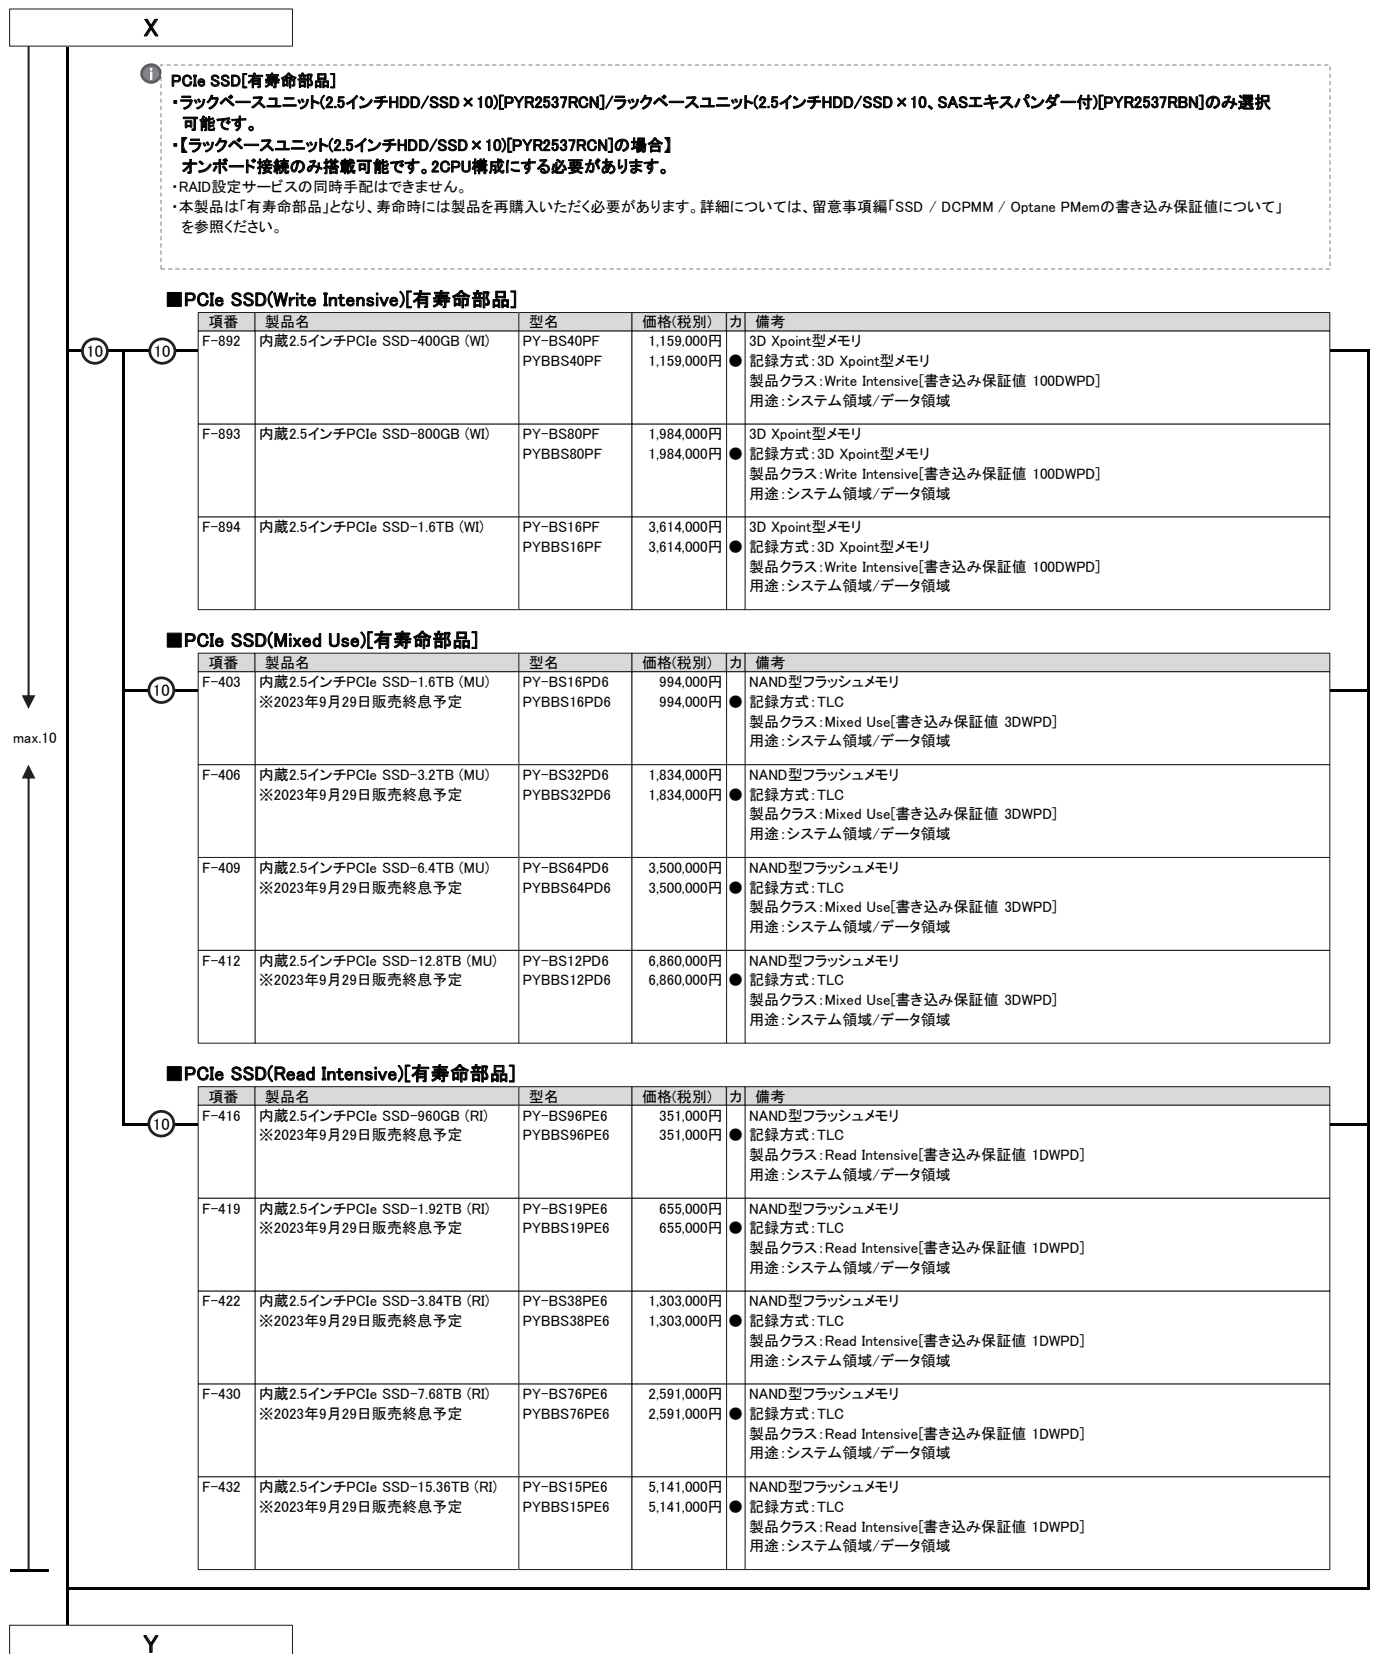 X
PCIe SSD[有寿命部品]
・ラックベースユニット(2.5インチHDD/SSD×10)[PYR2537RCN]/ラックベースユニット(2.5インチHDD/SSD×10、SASエキスパンダー付)[PYR2537RBN]のみ選択
可能です。
・【ラックベースユニット(2.5インチHDD/SSD×10)[PYR2537RCN]の場合】
オンボード接続のみ搭載可能です。2CPU構成にする必要があります。
・RAID設定サービスの同時手配はできません。
・本製品は「有寿命部品」となり、寿命時には製品を再購入いただく必要があります。詳細については、留意事項編「SSD / DCPMM / Optane PMemの書き込み保証値について」
を参照ください。
■PCIe SSD(Write Intensive)[有寿命部品]
項番 製品名 型名 価格(税別) カ 備考
10 10 F-892 内蔵2.5インチPCIe SSD-400GB (WI) PY-BS40PF 1,159,000円 3D Xpoint型メモリ
PYBBS40PF 1,159,000円 ● 記録方式:3D Xpoint型メモリ
製品クラス:Write Intensive[書き込み保証値 100DWPD]
用途:システム領域/データ領域
F-893 内蔵2.5インチPCIe SSD-800GB (WI) PY-BS80PF 1,984,000円 3D Xpoint型メモリ
PYBBS80PF 1,984,000円 ● 記録方式:3D Xpoint型メモリ
製品クラス:Write Intensive[書き込み保証値 100DWPD]
用途:システム領域/データ領域
F-894 内蔵2.5インチPCIe SSD-1.6TB (WI) PY-BS16PF 3,614,000円 3D Xpoint型メモリ
PYBBS16PF 3,614,000円 ● 記録方式:3D Xpoint型メモリ
製品クラス:Write Intensive[書き込み保証値 100DWPD]
用途:システム領域/データ領域
■PCIe SSD(Mixed Use)[有寿命部品]
項番 製品名 型名 価格(税別) カ 備考
10 F-403 内蔵2.5インチPCIe SSD-1.6TB (MU) PY-BS16PD6 994,000円 NAND型フラッシュメモリ
※2023年9月29日販売終息予定 PYBBS16PD6 994,000円 ● 記録方式:TLC
製品クラス:Mixed Use[書き込み保証値 3DWPD]
max.10
用途:システム領域/データ領域
F-406 内蔵2.5インチPCIe SSD-3.2TB (MU) PY-BS32PD6 1,834,000円 NAND型フラッシュメモリ
※2023年9月29日販売終息予定 PYBBS32PD6 1,834,000円 ● 記録方式:TLC
製品クラス:Mixed Use[書き込み保証値 3DWPD]
用途:システム領域/データ領域
F-409 内蔵2.5インチPCIe SSD-6.4TB (MU) PY-BS64PD6 3,500,000円 NAND型フラッシュメモリ
※2023年9月29日販売終息予定 PYBBS64PD6 3,500,000円 ● 記録方式:TLC
製品クラス:Mixed Use[書き込み保証値 3DWPD]
用途:システム領域/データ領域
F-412 内蔵2.5インチPCIe SSD-12.8TB (MU) PY-BS12PD6 6,860,000円 NAND型フラッシュメモリ
※2023年9月29日販売終息予定 PYBBS12PD6 6,860,000円 ● 記録方式:TLC
製品クラス:Mixed Use[書き込み保証値 3DWPD]
用途:システム領域/データ領域
■PCIe SSD(Read Intensive)[有寿命部品]
項番 製品名 型名 価格(税別) カ 備考
10 F-416 内蔵2.5インチPCIe SSD-960GB (RI) PY-BS96PE6 351,000円 NAND型フラッシュメモリ
※2023年9月29日販売終息予定 PYBBS96PE6 351,000円 ● 記録方式:TLC
製品クラス:Read Intensive[書き込み保証値 1DWPD]
用途:システム領域/データ領域
F-419 内蔵2.5インチPCIe SSD-1.92TB (RI) PY-BS19PE6 655,000円 NAND型フラッシュメモリ
※2023年9月29日販売終息予定 PYBBS19PE6 655,000円 ● 記録方式:TLC
製品クラス:Read Intensive[書き込み保証値 1DWPD]
用途:システム領域/データ領域
F-422 内蔵2.5インチPCIe SSD-3.84TB (RI) PY-BS38PE6 1,303,000円 NAND型フラッシュメモリ
※2023年9月29日販売終息予定 PYBBS38PE6 1,303,000円 ● 記録方式:TLC
製品クラス:Read Intensive[書き込み保証値 1DWPD]
用途:システム領域/データ領域
F-430 内蔵2.5インチPCIe SSD-7.68TB (RI) PY-BS76PE6 2,591,000円 NAND型フラッシュメモリ
※2023年9月29日販売終息予定 PYBBS76PE6 2,591,000円 ● 記録方式:TLC
製品クラス:Read Intensive[書き込み保証値 1DWPD]
用途:システム領域/データ領域
F-432 内蔵2.5インチPCIe SSD-15.36TB (RI) PY-BS15PE6 5,141,000円 NAND型フラッシュメモリ
※2023年9月29日販売終息予定 PYBBS15PE6 5,141,000円 ● 記録方式:TLC
製品クラス:Read Intensive[書き込み保証値 1DWPD]
用途:システム領域/データ領域
Y